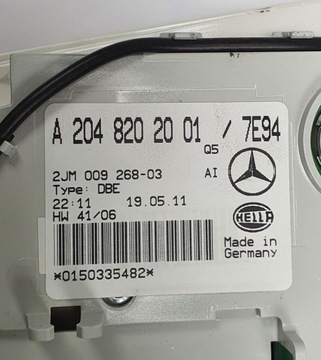 A 204 820 20 01 / 7E94
Q5
2JM 009 268-03 AI
Type: DBE
22:11 19.05.11
HW 41/06
HELLA
Made in
Germany
*0150335482*